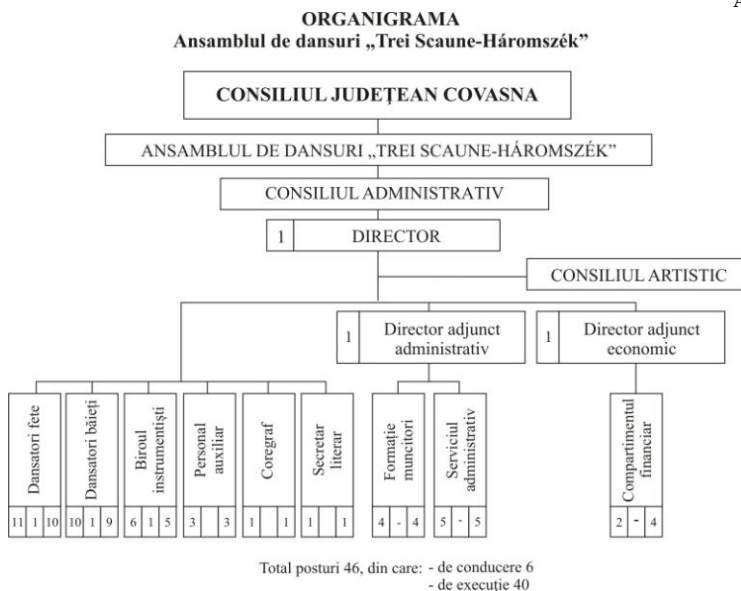 A
ORGANIGRAMA
Ansamblul de dansuri „Trei Scaune-Háromszék”
CONSILIUL JUDEŢEAN COVASNA
ANSAMBLUL DE DANSURI „TREI SCAUNE-HÁROMSZÉK”
CONSILIUL ADMINISTRATIV
1 DIRECTOR
CONSILIUL ARTISTIC
1 Director adjunct
administrativ
1 Director adjunct
economic
Dansatori fete
11 1 10
Dansatori băieți
10 1 9
Biroul
instrumentiști
6 1 5
Personal
auxiliar
3 3
Coregraf
1 1
Secretar
literar
1 1
Formație
muncitori
4 - 4
Serviciul
administrativ
5 - 5
Compartimentul
financiar
2 - 4
Total posturi 46, din care: - de conducere 6
- de execuție 40